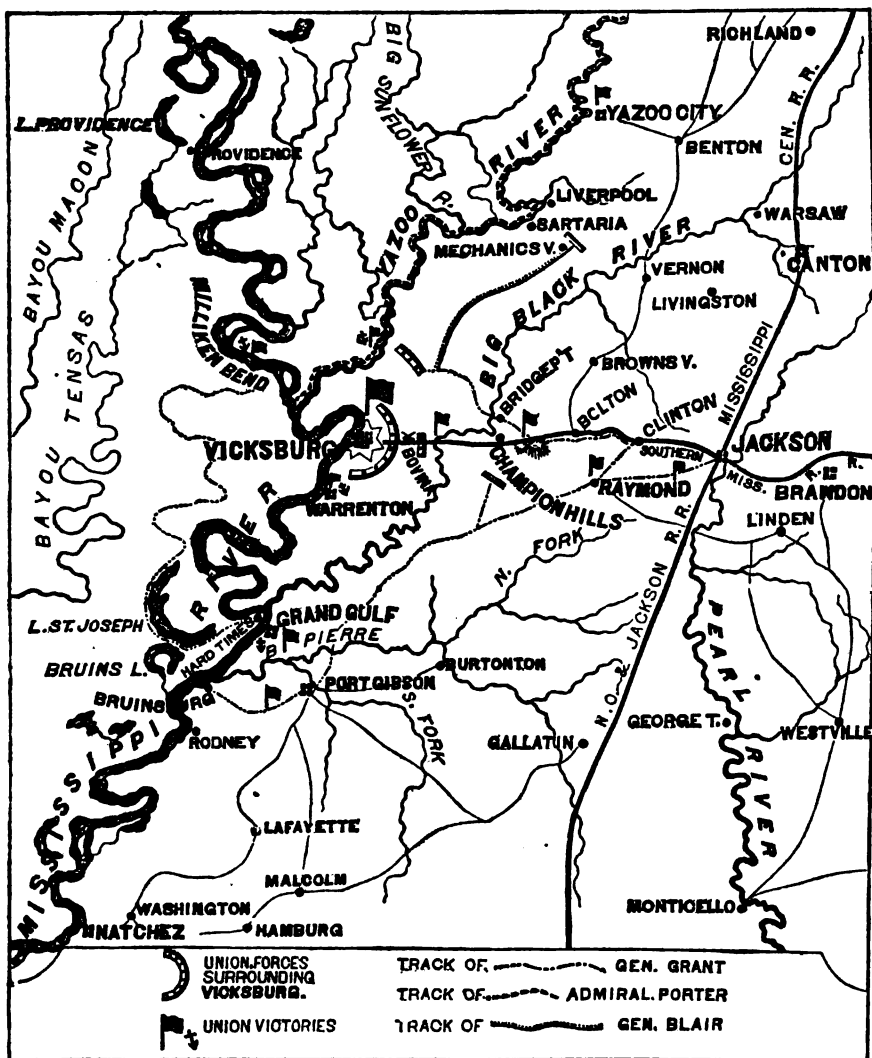 RICHLAND
CEN. R. R.
BIG SUNFLOWER R.
YAZOO CITY
L. PROVIDENCE
PROVIDENCE
BENTON
BAYOU MACON
YAZOO RIVER
LIVERPOOL
SARTARIA
WARSAW
MECHANICSV.
BIG BLACK RIVER
CANTON
VERNON
LIVINGSTON
BAYOU TENSAS
MILLIKEN BEND
BROWNS V.
BRIDGEP'T
BOLTON
CLINTON
MISSISSIPPI
VICKSBURG
BOVINA
CHAMPION HILLS
SOUTHERN
JACKSON
MISS. R. R.
RAYMOND
BRANDON
WARRENTON
LINDEN
N. FORK
MISSISSIPPI RIVER
L. ST. JOSEPH
GRAND GULF
HARD TIMES
B. PIERRE
BRUINS L.
BURTONTON
N. O. & JACKSON R. R.
PEARL RIVER
BRUINSBURG
PORT GIBSON
S. FORK
RODNEY
GALLATIN
GEORGE T.
WESTVILLE
LAFAYETTE
MALCOLM
WASHINGTON
HAMBURG
MONTICELLO
NATCHEZ
UNION FORCES
SURROUNDING
VICKSBURG.
TRACK OF GEN. GRANT
TRACK OF ADMIRAL. PORTER
UNION VICTORIES
TRACK OF GEN. BLAIR